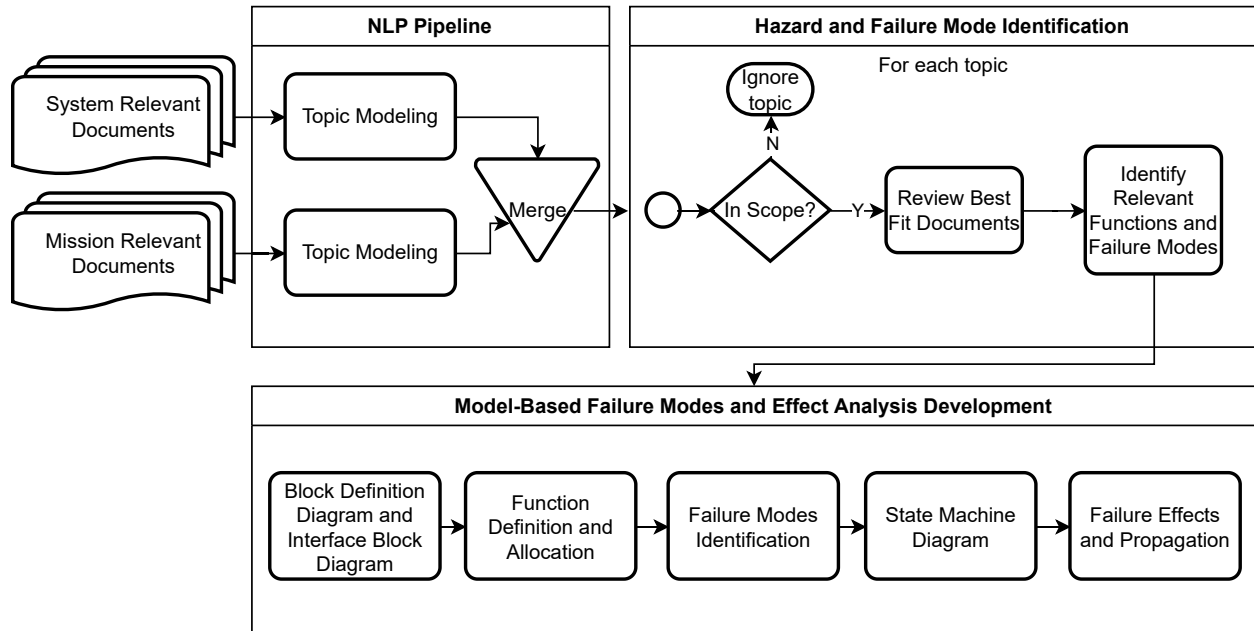 NLP Pipeline
System Relevant
Documents
Topic Modeling
Mission Relevant
Documents
Topic Modeling
Merge
Hazard and Failure Mode Identification
For each topic
Ignore
topic
N
In Scope?
Y
Review Best
Fit Documents
Identify
Relevant
Functions and
Failure Modes
Model-Based Failure Modes and Effect Analysis Development
Block Definition
Diagram and
Interface Block
Diagram
Function
Definition and
Allocation
Failure Modes
Identification
State Machine
Diagram
Failure Effects
and Propagation